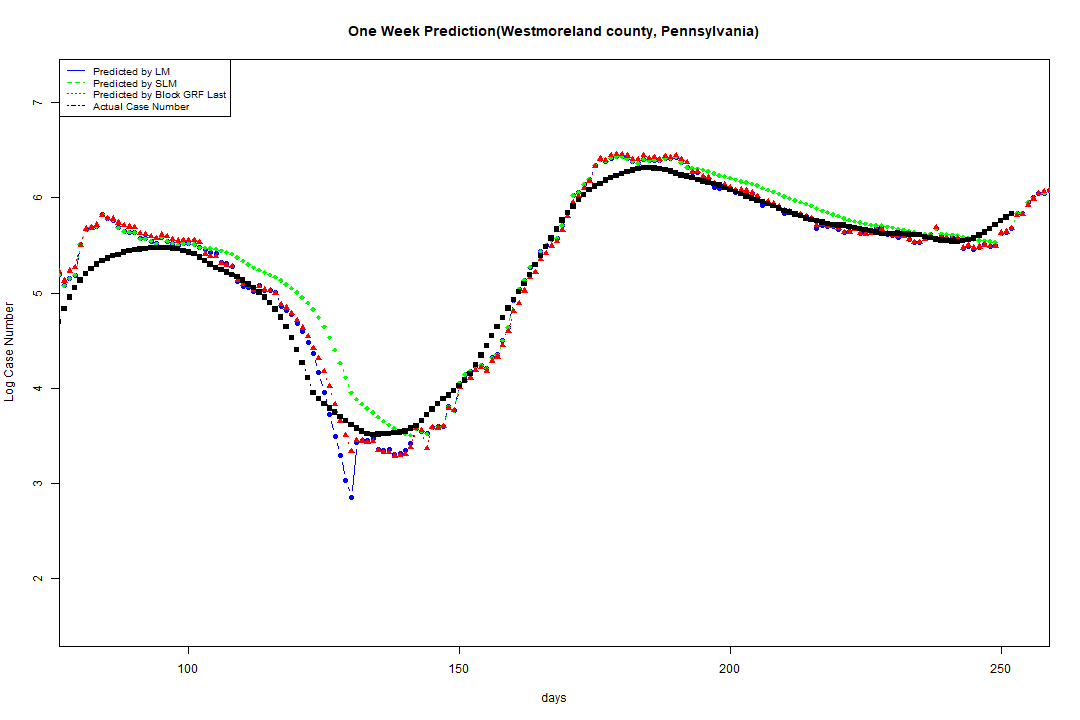 One Week Prediction(Westmoreland county, Pennsylvania)
Predicted by LM
Predicted by SLM
Predicted by Block GRF Last
Actual Case Number
7
6
5
4
3
2
Log Case Number
100 150 200 250
days